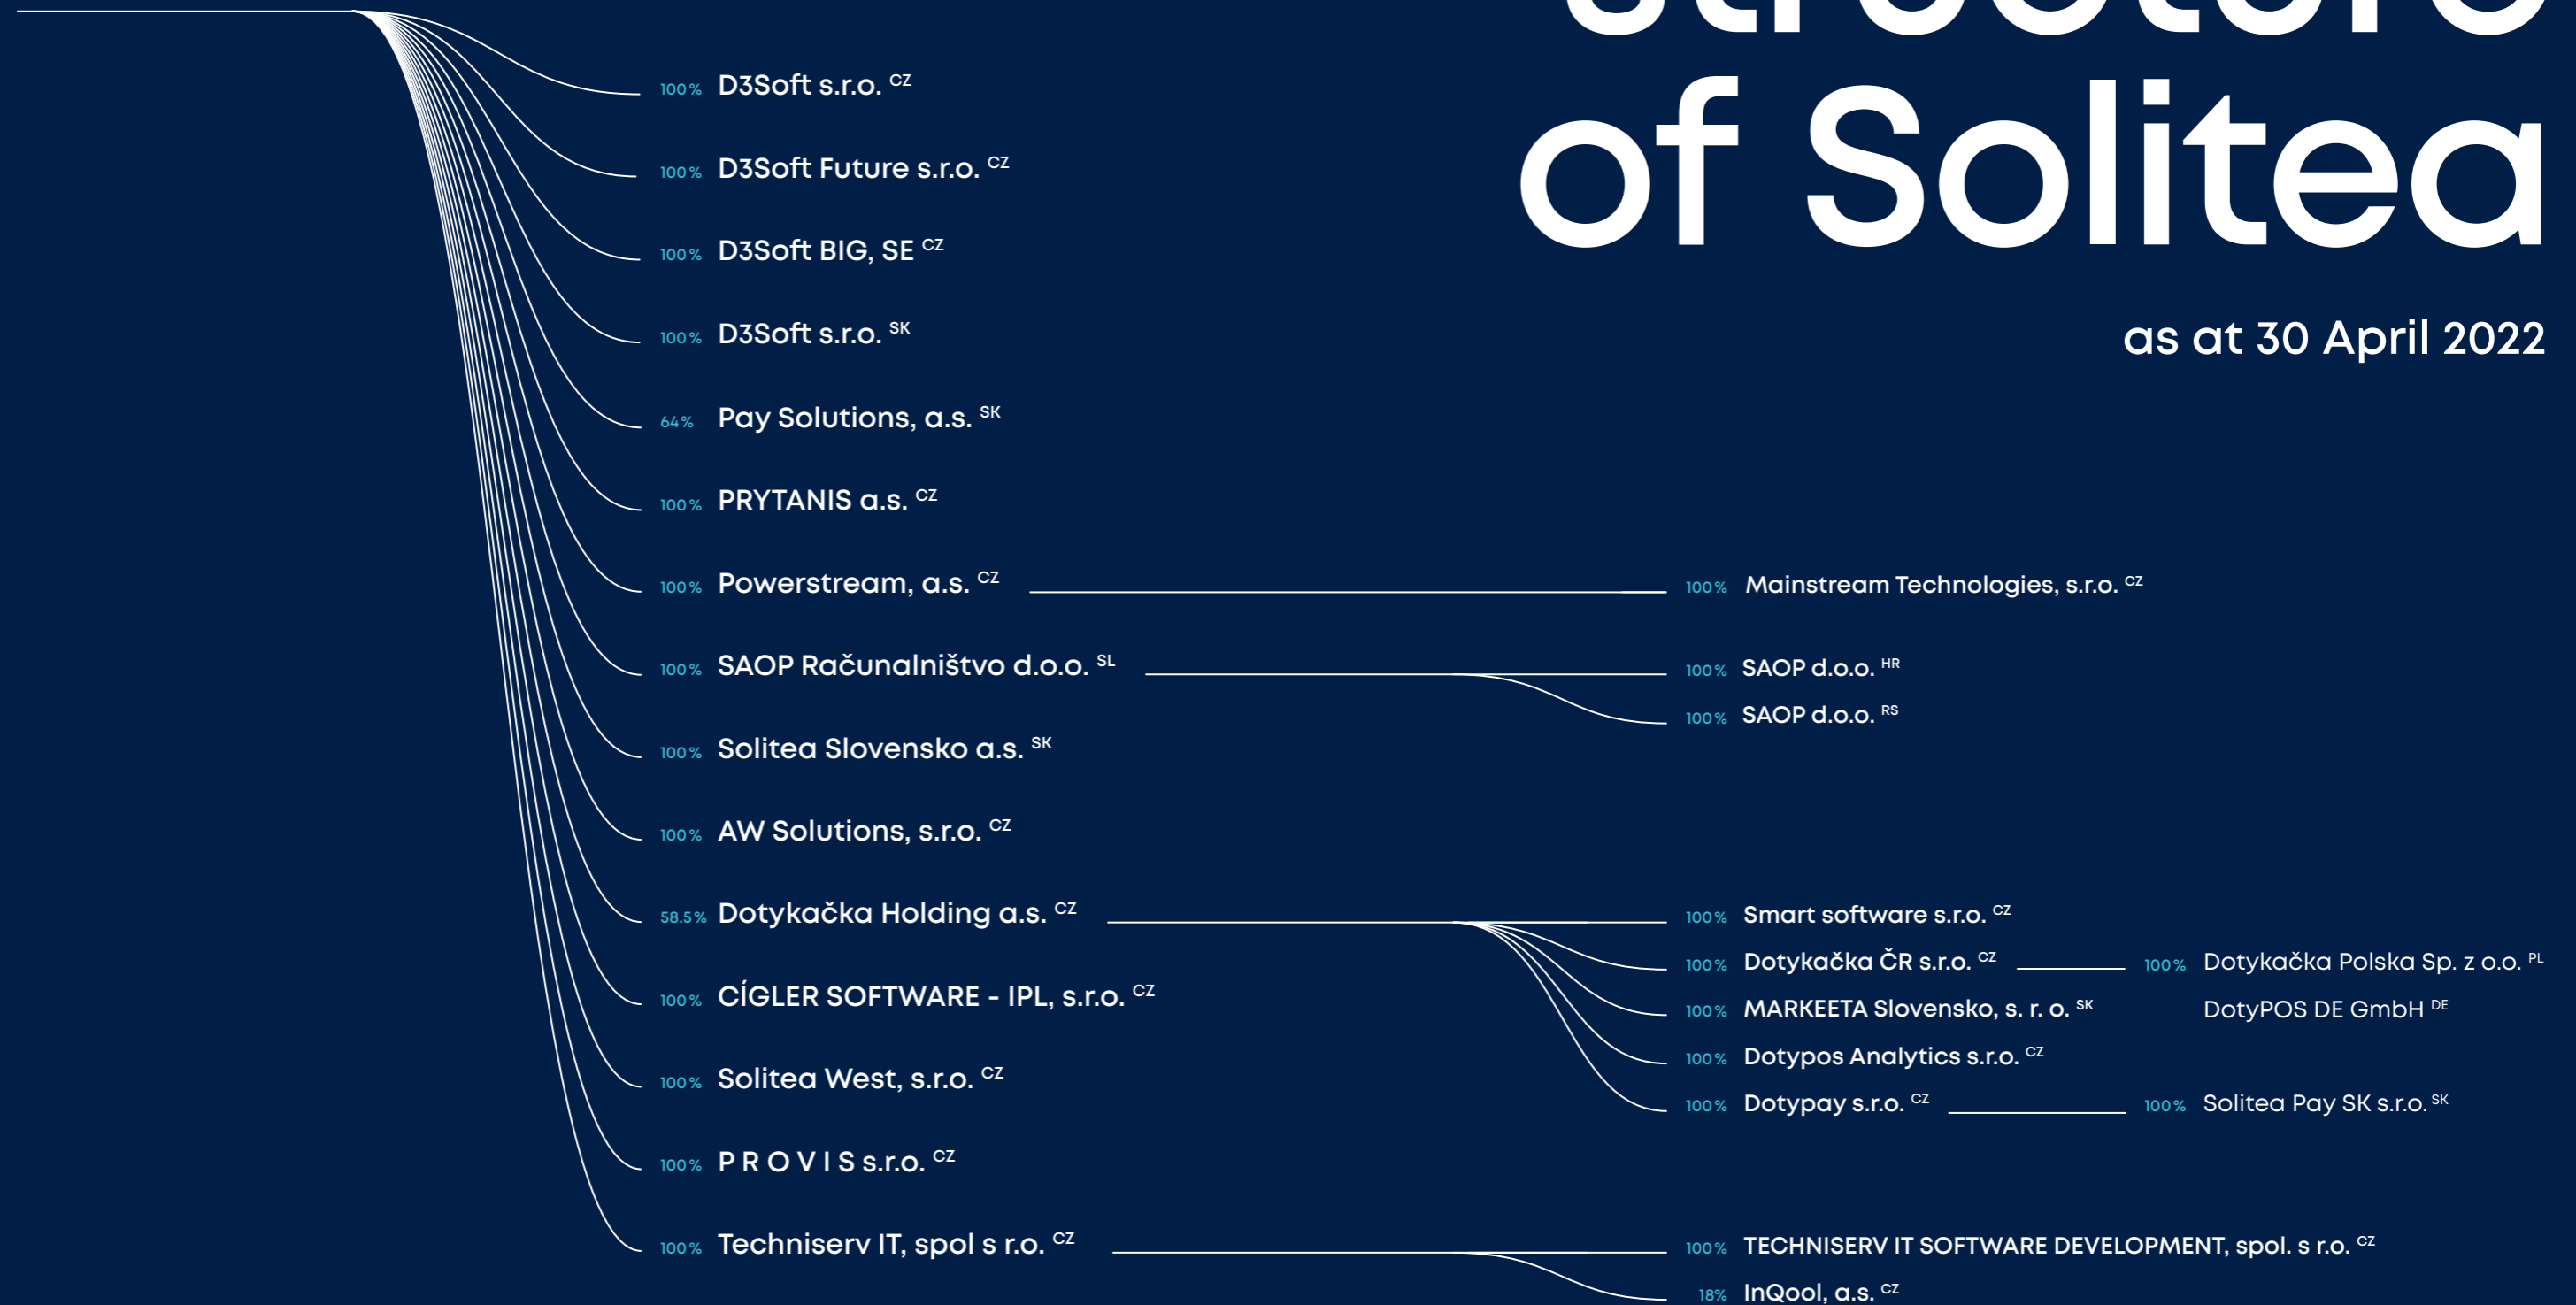 structure
of Solitea
as at 30 April 2022
100% D3Soft s.r.o. CZ
100% D3Soft Future s.r.o. CZ
100% D3Soft BIG, SE CZ
100% D3Soft s.r.o. SK
64% Pay Solutions, a.s. SK
100% PRYTANIS a.s. CZ
100% Powerstream, a.s. CZ
100% Mainstream Technologies, s.r.o. CZ
100% SAOP Računalništvo d.o.o. SL
100% SAOP d.o.o. HR
100% SAOP d.o.o. RS
100% Solitea Slovensko a.s. SK
100% AW Solutions, s.r.o. CZ
58.5% Dotykačka Holding a.s. CZ
100% Smart software s.r.o. CZ
100% Dotykačka ČR s.r.o. CZ
100% Dotykačka Polska Sp. z o.o. PL
100% MARKEETA Slovensko, s. r. o. SK
DotyPOS DE GmbH DE
100% Dotypos Analytics s.r.o. CZ
100% Dotypay s.r.o. CZ
100% Solitea Pay SK s.r.o. SK
100% CÍGLER SOFTWARE - IPL, s.r.o. CZ
100% Solitea West, s.r.o. CZ
100% P R O V I S s.r.o. CZ
100% Techniserv IT, spol s r.o. CZ
100% TECHNISERV IT SOFTWARE DEVELOPMENT, spol. s r.o. CZ
18% InQool, a.s. CZ